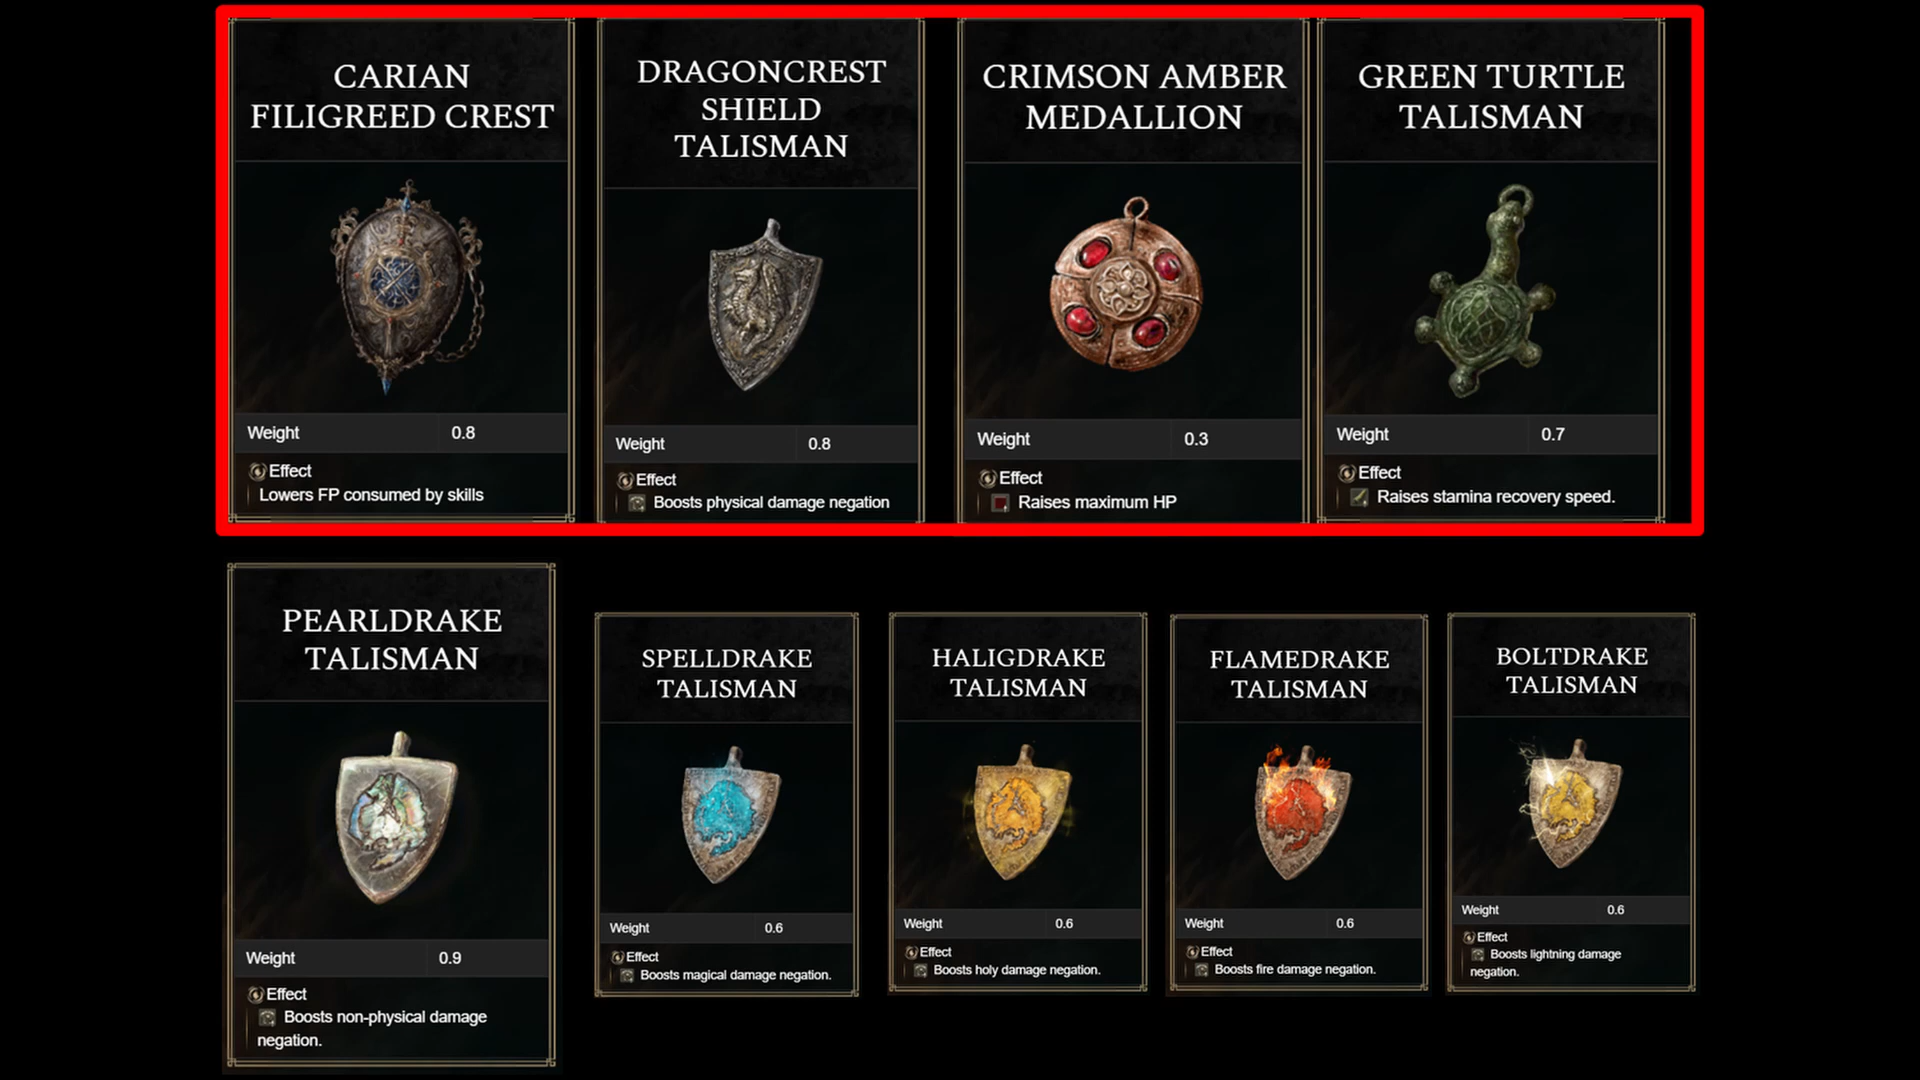 CARIAN
FILIGREED CREST
Weight 0.8
Effect
Lowers FP consumed by skills
DRAGONCREST
SHIELD
TALISMAN
Weight 0.8
Effect
Boosts physical damage negation
CRIMSON AMBER
MEDALLION
Weight 0.3
Effect
Raises maximum HP
GREEN TURTLE
TALISMAN
Weight 0.7
Effect
Raises stamina recovery speed.
PEARLDRAKE
TALISMAN
Weight 0.9
Effect
Boosts non-physical damage
negation.
SPELLDRAKE
TALISMAN
Weight 0.6
Effect
Boosts magical damage negation.
HALIGDRAKE
TALISMAN
Weight 0.6
Effect
Boosts holy damage negation.
FLAMEDRAKE
TALISMAN
Weight 0.6
Effect
Boosts fire damage negation.
BOLTDRAKE
TALISMAN
Weight 0.6
Effect
Boosts lightning damage
negation.